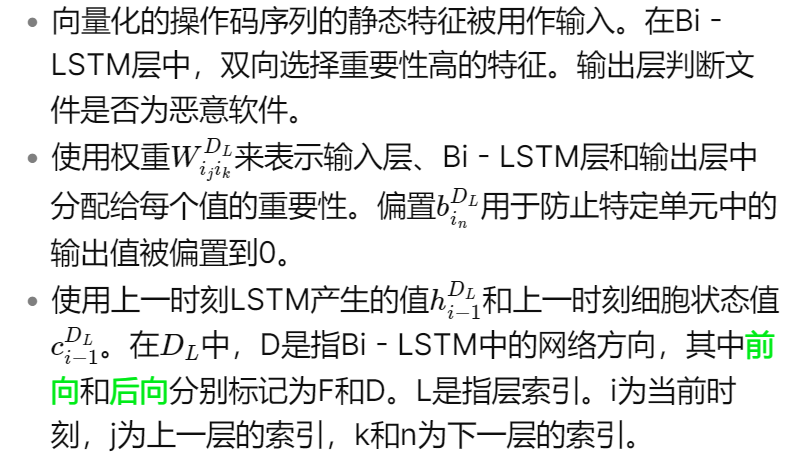 • 向量化的操作码序列的静态特征被用作输入。在Bi -
LSTM层中，双向选择重要性高的特征。输出层判断文
件是否为恶意软件。
• 使用权重$W_{i_j i_k}^{D_L}$来表示输入层、Bi - LSTM层和输出层中
分配给每个值的重要性。偏置$b_{i_n}^{D_L}$用于防止特定单元中的
输出值被偏置到0。
• 使用上一时刻LSTM产生的值$h_{i-1}^{D_L}$和上一时刻细胞状态值
$c_{i-1}^{D_L}$。在$D_L$中，D是指Bi - LSTM中的网络方向，其中前
向和后向分别标记为F和D。L是指层索引。i为当前时
刻，j为上一层的索引，k和n为下一层的索引。